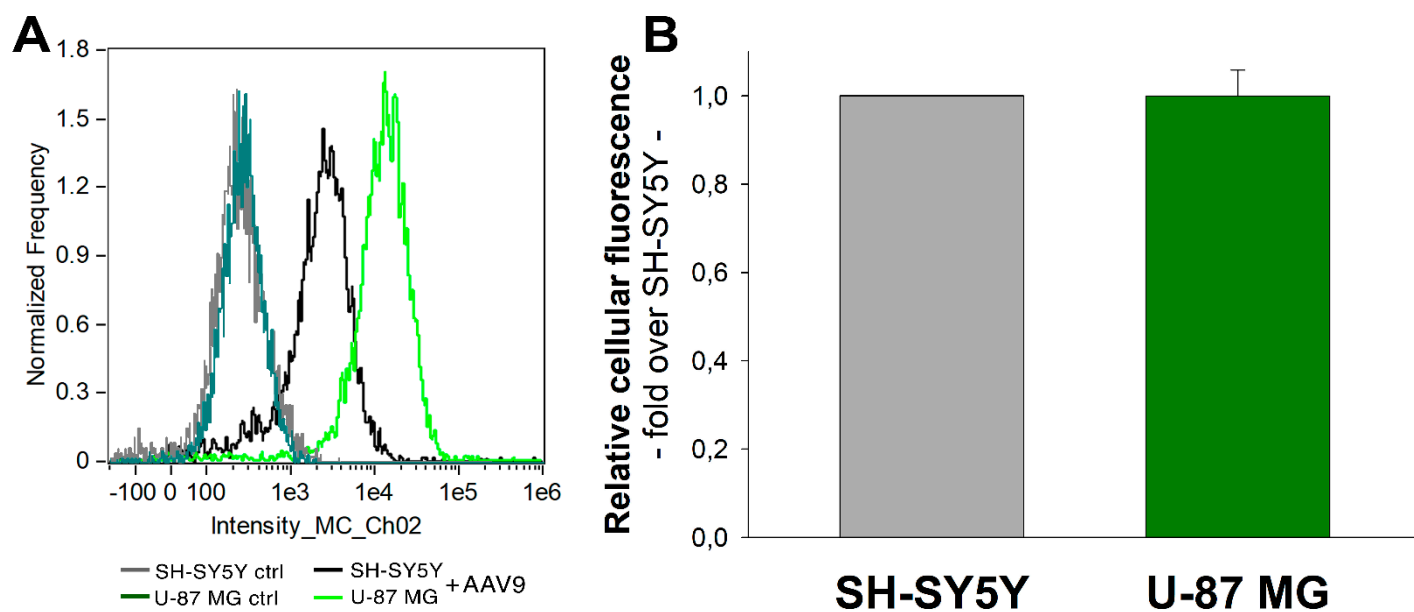 A
Normalized Frequency
1.8
1.5
1.2
0.9
0.6
0.3
0
-100 0 100 1e3 1e4 1e5 1e6
Intensity_MC_Ch02
SH-SY5Y ctrl
U-87 MG ctrl
SH-SY5Y
U-87 MG
+AAV9
B
Relative cellular fluorescence
- fold over SH-SY5Y -
1,0
0,8
0,6
0,4
0,2
0,0
SH-SY5Y U-87 MG